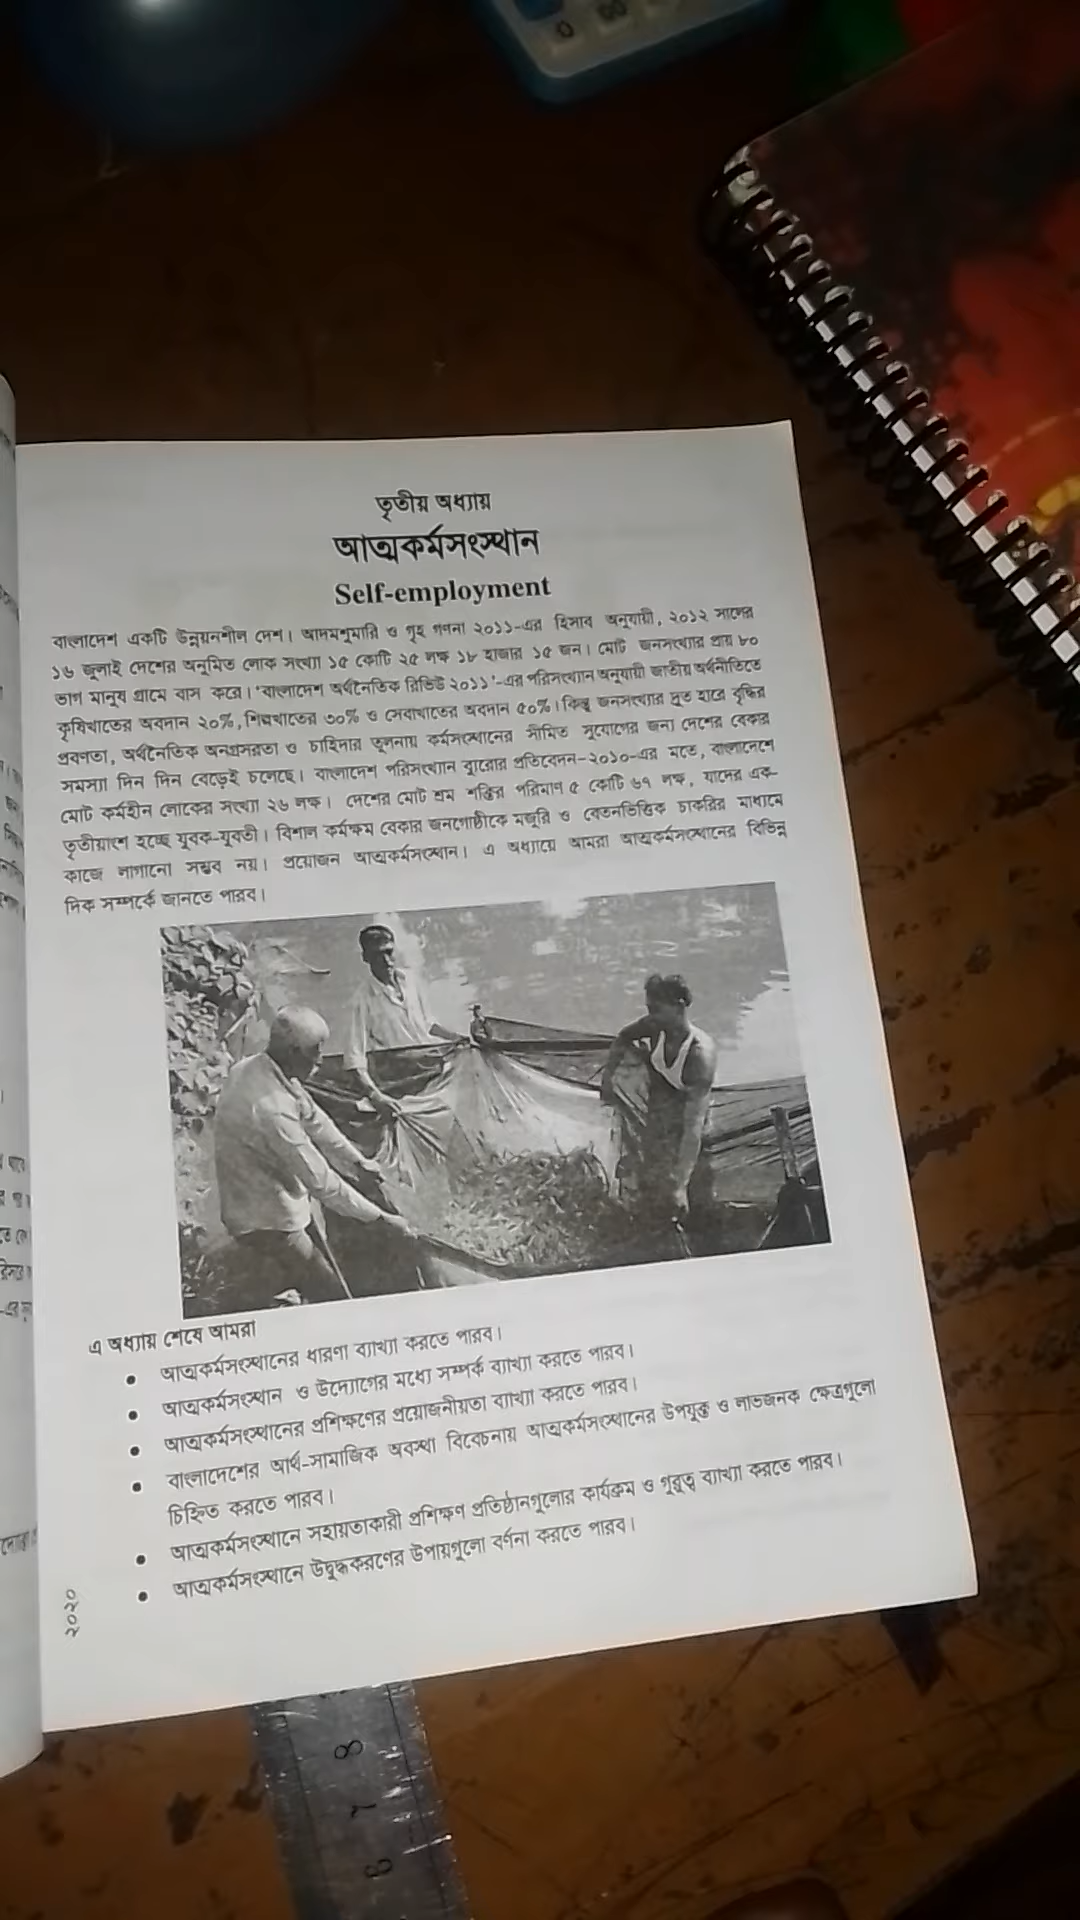 তৃতীয় অধ্যায়
আত্মকর্মসংস্থান
Self-employment
বাংলাদেশ একটি উন্নয়নশীল দেশ। আদমশুমারি ও গৃহ গণনা ২০১১-এর হিসাব অনুযায়ী, ২০১২ সালের
১৬ জুলাই দেশের অনুমিত লোক সংখ্যা ১৫ কোটি ২৫ লক্ষ ১৮ হাজার ১৫ জন। মোট জনসংখ্যার প্রায় ৮০
ভাগ মানুষ গ্রামে বাস করে। 'বাংলাদেশ অর্থনৈতিক রিভিউ ২০১১'-এর পরিসংখ্যান অনুযায়ী জাতীয় অর্থনীতিতে
কৃষিখাতের অবদান ২০%, শিল্পখাতের ৩০% ও সেবাখাতের অবদান ৫০%। কিন্তু জনসংখ্যার দ্রুত হারে বৃদ্ধির
প্রবণতা, অর্থনৈতিক অনগ্রসরতা ও চাহিদার তুলনায় কর্মসংস্থানের সীমিত সুযোগের জন্য দেশের বেকার
সমস্যা দিন দিন বেড়েই চলেছে। বাংলাদেশ পরিসংখ্যান ব্যুরোর প্রতিবেদন-২০১০-এর মতে, বাংলাদেশে
মোট কর্মহীন লোকের সংখ্যা ২৬ লক্ষ। দেশের মোট শ্রম শক্তির পরিমাণ ৫ কোটি ৬৭ লক্ষ, যাদের এক-
তৃতীয়াংশ হচ্ছে যুবক-যুবতী। বিশাল কর্মক্ষম বেকার জনগোষ্ঠীকে মজুরি ও বেতনভিত্তিক চাকরির মাধ্যমে
কাজে লাগানো সম্ভব নয়। প্রয়োজন আত্মকর্মসংস্থান। এ অধ্যায়ে আমরা আত্মকর্মসংস্থানের বিভিন্ন
দিক সম্পর্কে জানতে পারব।
এ অধ্যায় শেষে আমরা
• আত্মকর্মসংস্থানের ধারণা ব্যাখ্যা করতে পারব।
• আত্মকর্মসংস্থান ও উদ্যোগের মধ্যে সম্পর্ক ব্যাখ্যা করতে পারব।
• আত্মকর্মসংস্থানের প্রশিক্ষণের প্রয়োজনীয়তা ব্যাখ্যা করতে পারব।
• বাংলাদেশের আর্থ-সামাজিক অবস্থা বিবেচনায় আত্মকর্মসংস্থানের উপযুক্ত ও লাভজনক ক্ষেত্রগুলো
চিহ্নিত করতে পারব।
• আত্মকর্মসংস্থানে সহায়তাকারী প্রশিক্ষণ প্রতিষ্ঠানগুলোর কার্যক্রম ও গুরুত্ব ব্যাখ্যা করতে পারব।
• আত্মকর্মসংস্থানে উদ্বুদ্ধকরণের উপায়গুলো বর্ণনা করতে পারব।
২০২০
8
7